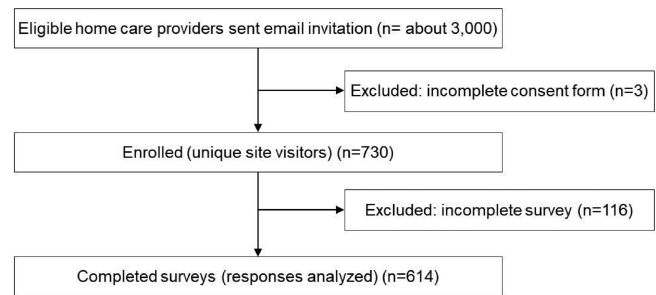 Eligible home care providers sent email invitation (n= about 3,000)
Excluded: incomplete consent form (n=3)
Enrolled (unique site visitors) (n=730)
Excluded: incomplete survey (n=116)
Completed surveys (responses analyzed) (n=614)